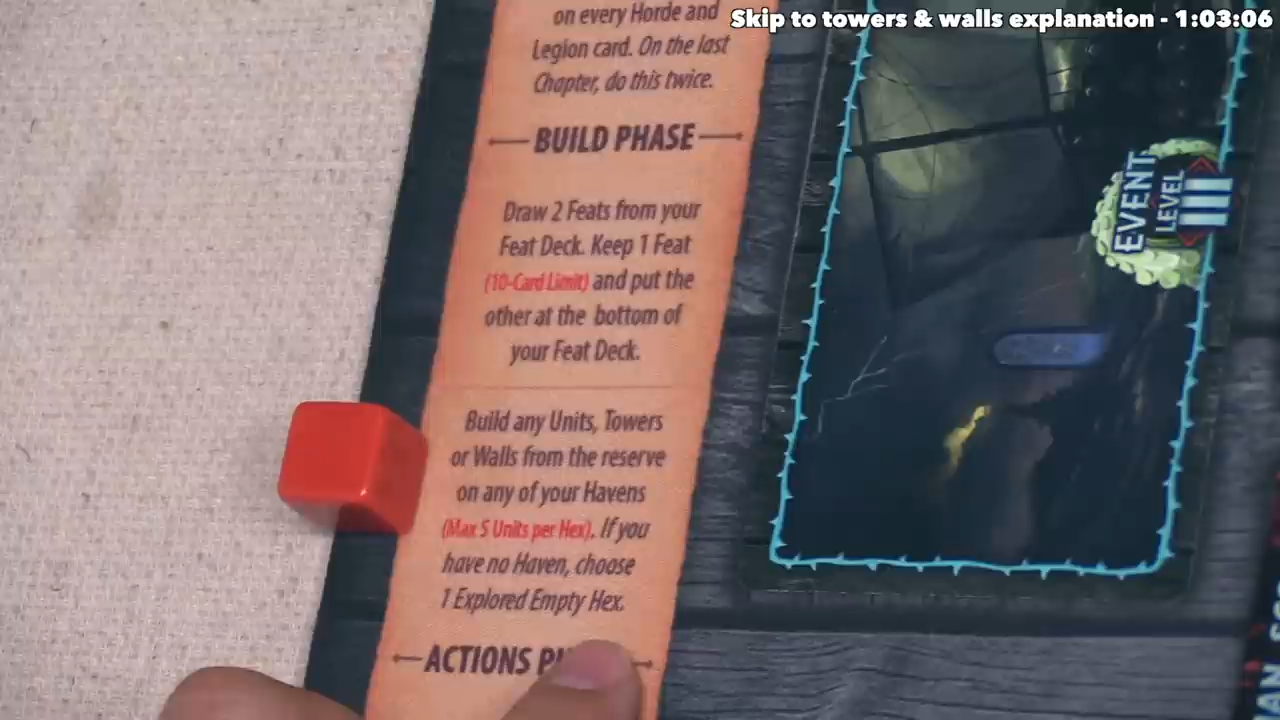 Skip to towers & walls explanation - 1:03:06
on every Horde and
Legion card. On the last
Chapter, do this twice.
BUILD PHASE
Draw 2 Feats from your
Feat Deck. Keep 1 Feat
(10-Card Limit) and put the
other at the bottom of
your Feat Deck.
Build any Units, Towers
or Walls from the reserve
on any of your Havens
(Max 5 Units per Hex). If you
have no Haven, choose
1 Explored Empty Hex.
ACTIONS
EVENT
LEVEL
III